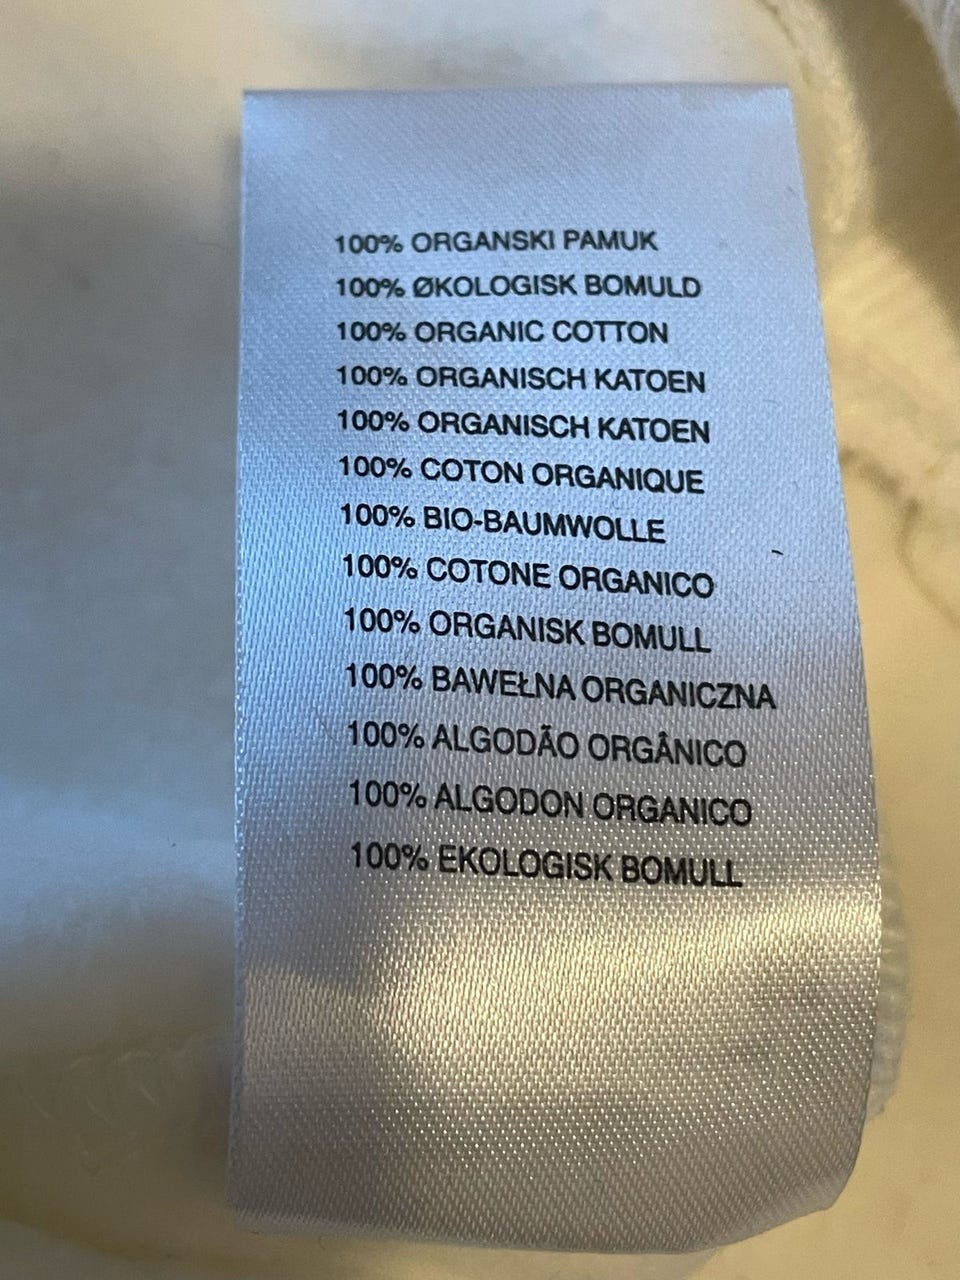 100% ORGANSKI PAMUK
100% ØKOLOGISK BOMULD
100% ORGANIC COTTON
100% ORGANISCH KATOEN
100% ORGANISCH KATOEN
100% COTON ORGANIQUE
100% BIO-BAUMWOLLE
100% COTONE ORGANICO
100% ORGANISK BOMULL
100% BAWEŁNA ORGANICZNA
100% ALGODÃO ORGÂNICO
100% ALGODON ORGANICO
100% EKOLOGISK BOMULL